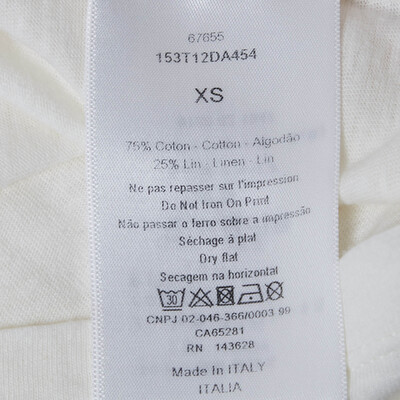 67655
153T12DA454
XS
75% Coton - Cotton - Algodão
25% Lin - Linen - Lin
Ne pas repasser sur l'impression
Do Not Iron On Print
Não passar o ferro sobre a impressão
Séchage à plat
Dry flat
Secagem na horizontal
30
CNPJ 02-046-366/0003 99
CA65281
RN 143628
Made In ITALY
ITALIA